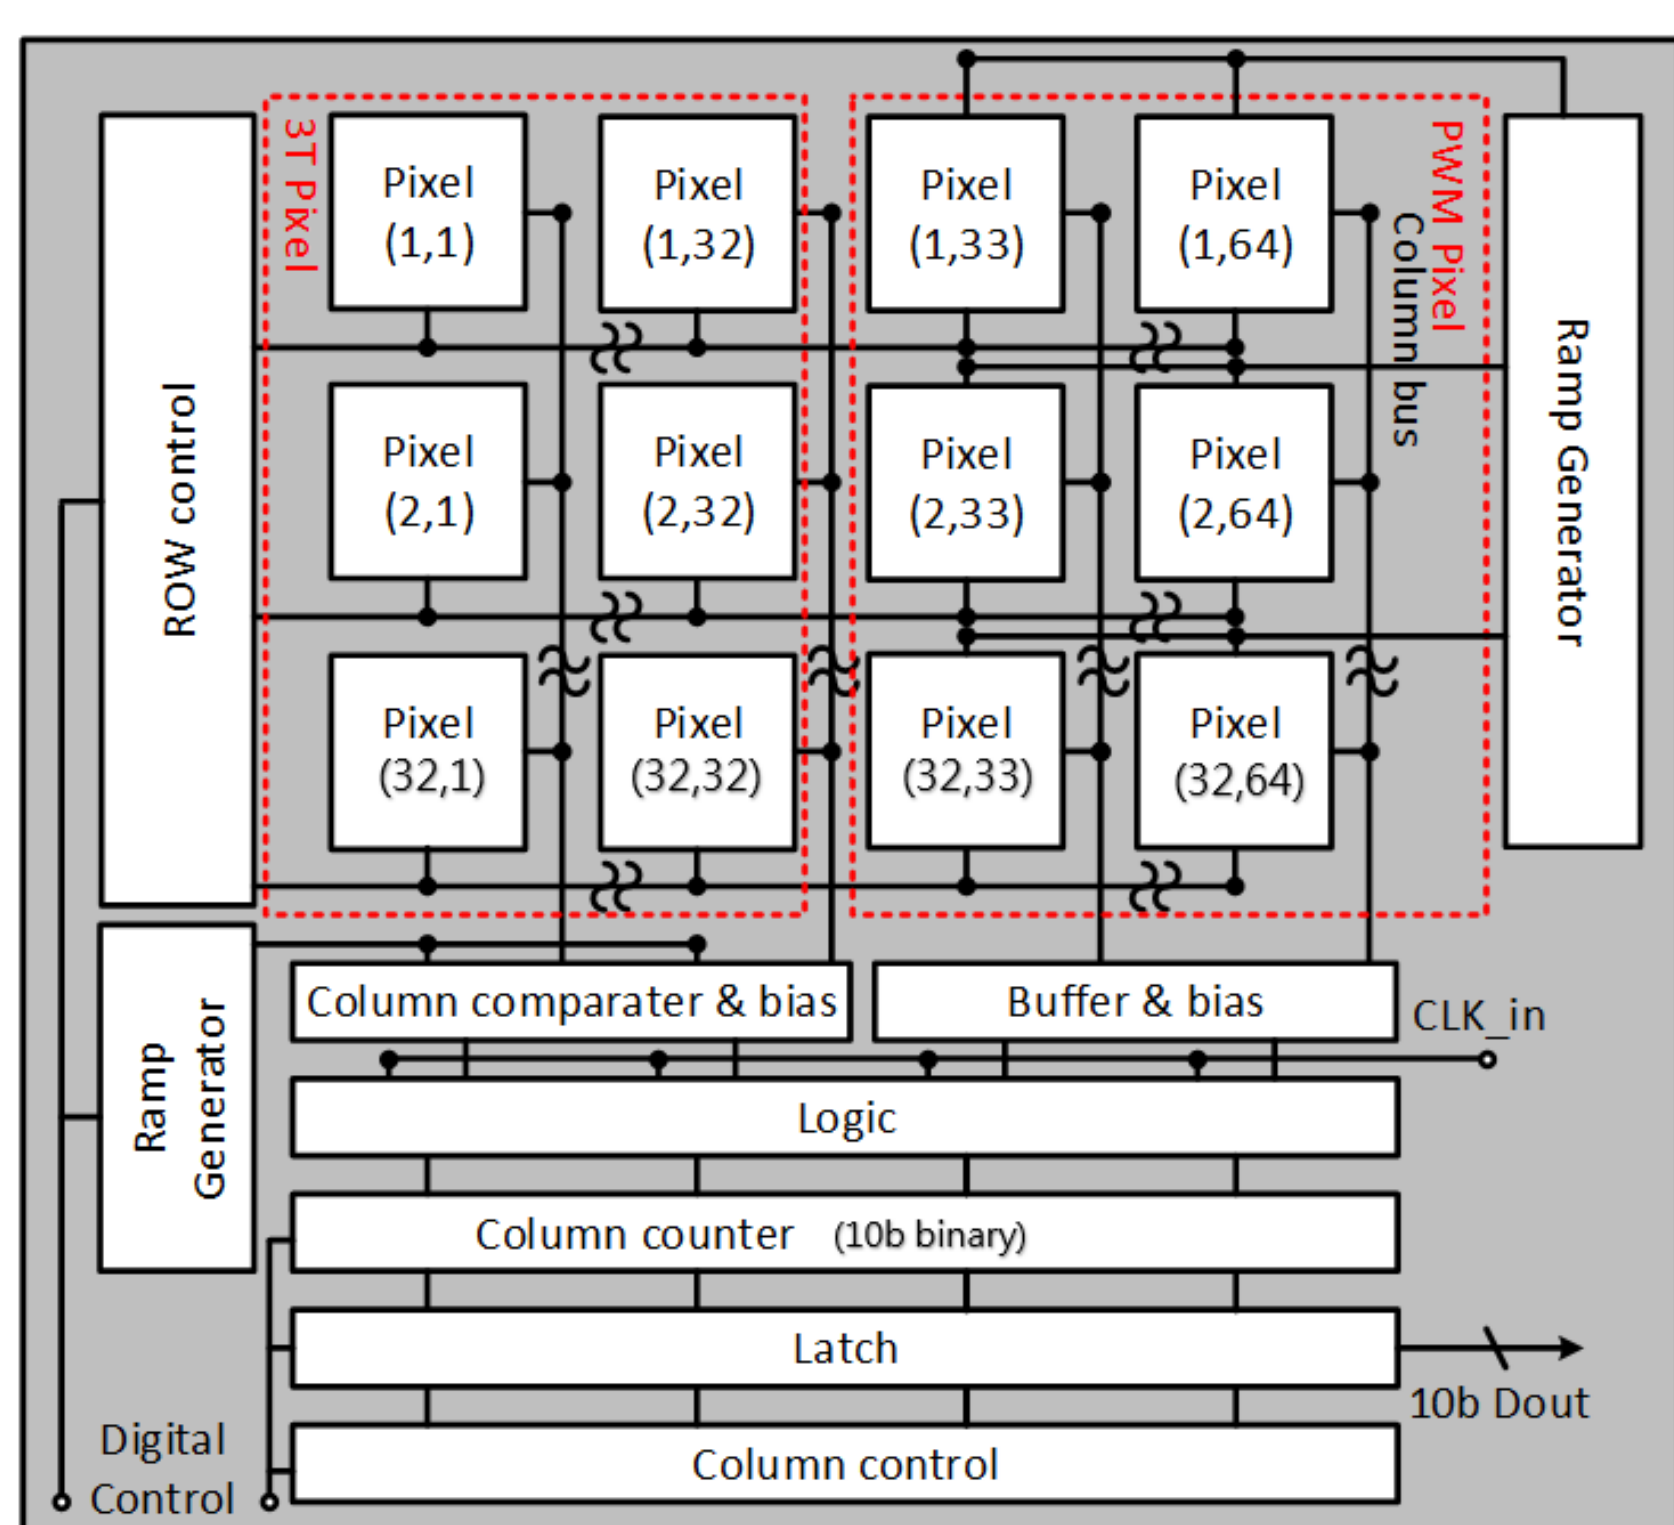 3T Pixel
PWM Pixel
Pixel
(1,1)
Pixel
(1,32)
Pixel
(1,33)
Pixel
(1,64)
Column bus
ROW control
Pixel
(2,1)
Pixel
(2,32)
Pixel
(2,33)
Pixel
(2,64)
Ramp Generator
Pixel
(32,1)
Pixel
(32,32)
Pixel
(32,33)
Pixel
(32,64)
Ramp
Generator
Column comparater & bias
Buffer & bias
CLK_in
Logic
Column counter (10b binary)
Latch
10b Dout
Digital
Control
Column control